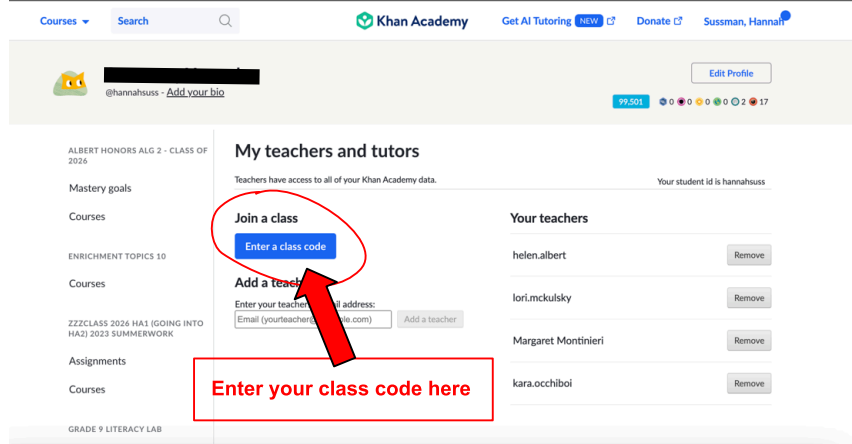 Courses Search Khan Academy Get AI Tutoring NEW Donate Sussman, Hannah
Edit Profile
@hannahsuss - Add your bio
99,501 0 0 0 0 2 17
ALBERT HONORS ALG 2 - CLASS OF
2026
Mastery goals
Courses
ENRICHMENT TOPICS 10
Courses
ZZZCLASS 2026 HA1 (GOING INTO
HA2) 2023 SUMMERWORK
Assignments
Courses
GRADE 9 LITERACY LAB
My teachers and tutors
Teachers have access to all of your Khan Academy data.
Your student id is hannahsuss
Join a class
Enter a class code
Add a teach
Enter your teacher il address:
Email (yourteacher@ ple.com) Add a teacher
Enter your class code here
Your teachers
helen.albert Remove
lori.mckulsky Remove
Margaret Montinieri Remove
kara.occhiboi Remove